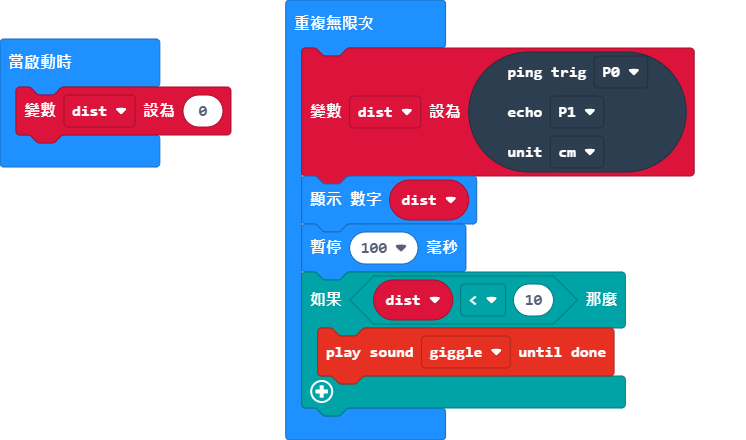 當啟動時
變數 dist 設為 0
重複無限次
變數 dist 設為
ping trig P0
echo P1
unit cm
顯示 數字 dist
暫停 100 毫秒
如果 dist < 10 那麼
play sound giggle until done